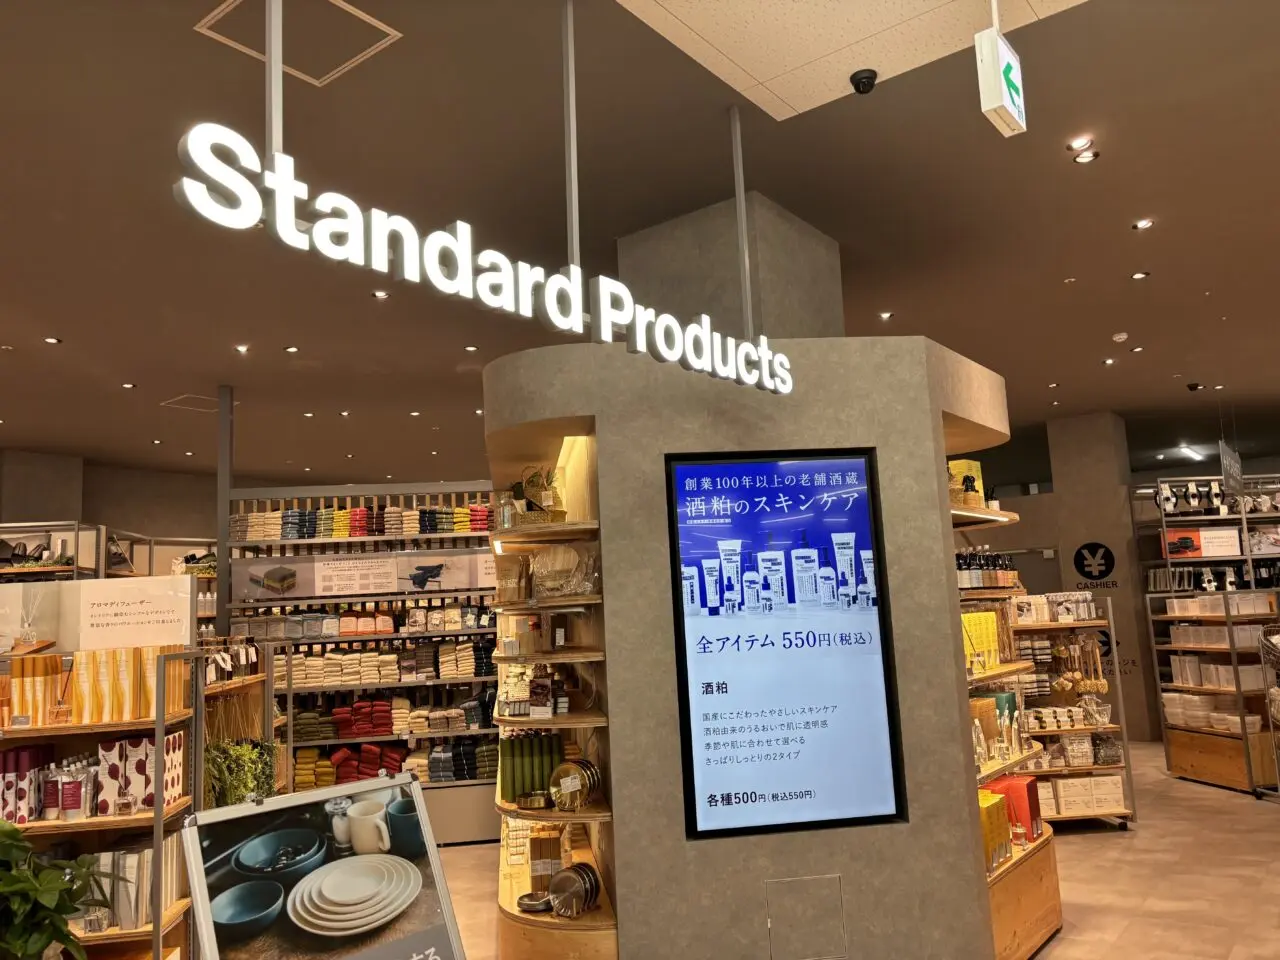 Standard Products
創業100年以上の老舗酒蔵
酒粕のスキンケア
全アイテム 550円(税込)
酒粕
国産にこだわったやさしいスキンケア
酒粕由来のうるおいで肌に透明感
季節や肌に合わせて選べる
さっぱりしっとりの2タイプ
各種500円(税込550円)
アロマディフューザー
¥
CASHIER
する